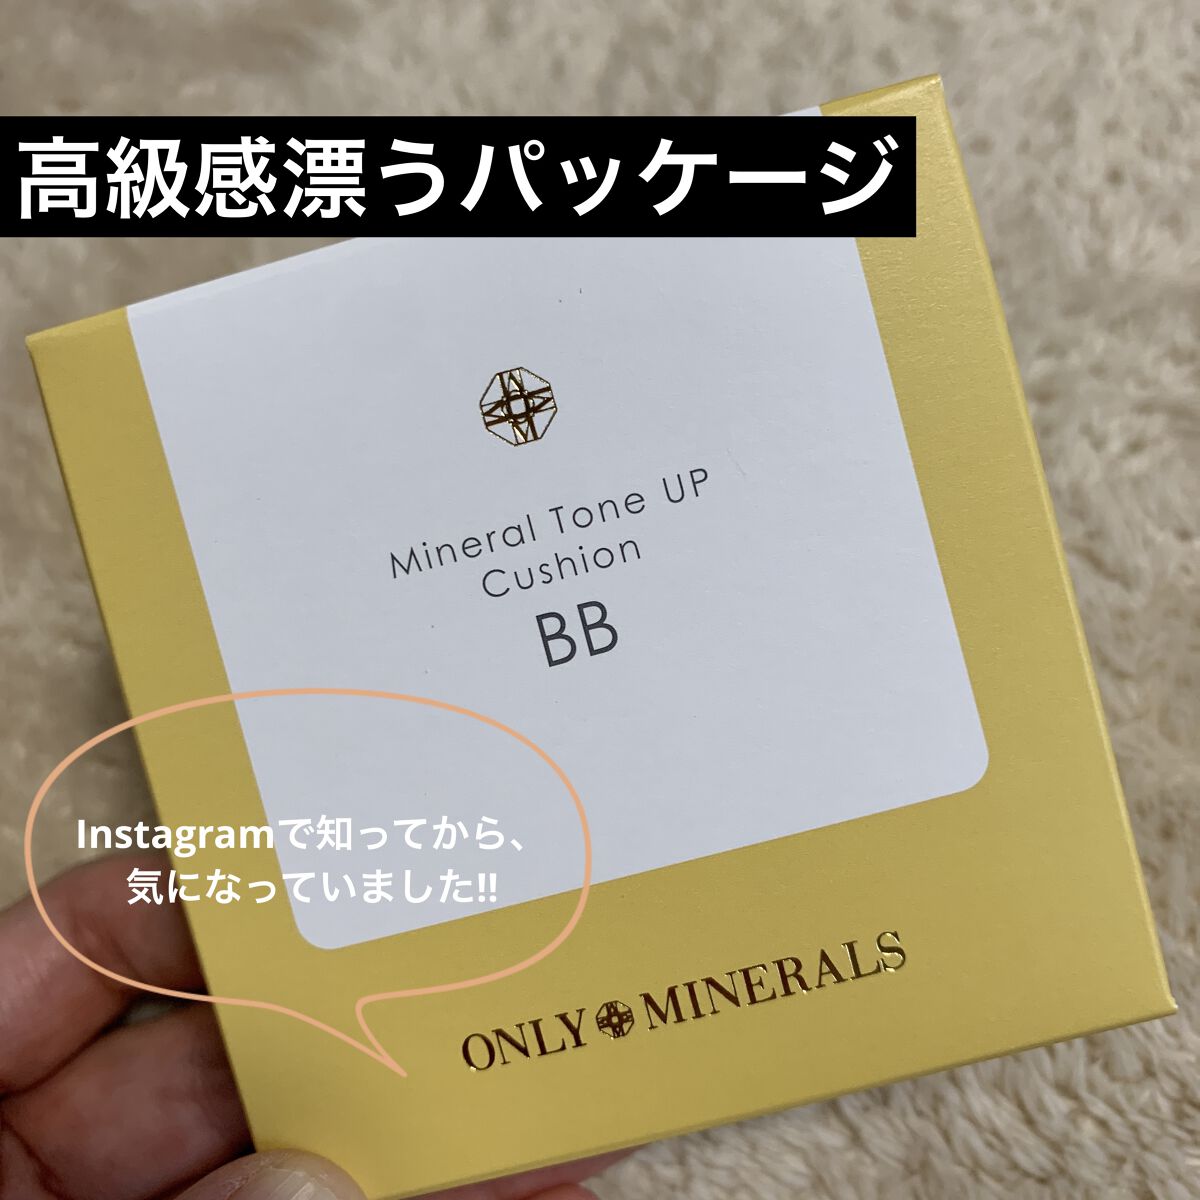 高級感漂うパッケージ
Mineral Tone UP
Cushion
BB
Instagramで知ってから、
気になっていました!!
ONLY MINERALS